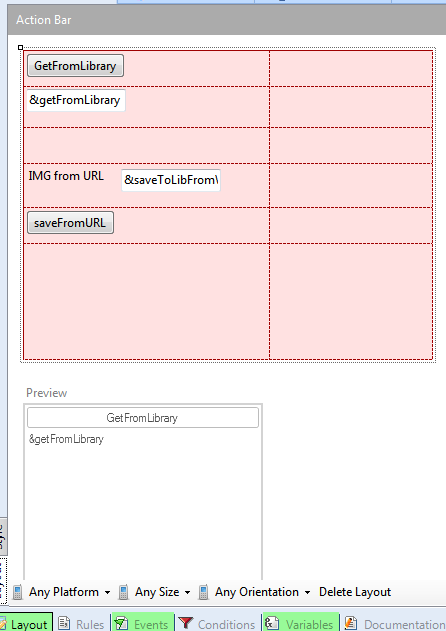 Action Bar
GetFromLibrary
&getFromLibrary
IMG from URL &saveToLibFrom
saveFromURL
Preview
GetFromLibrary
&getFromLibrary
Any Platform Any Size Any Orientation Delete Layout
Layout Rules Events Conditions Variables Documentation